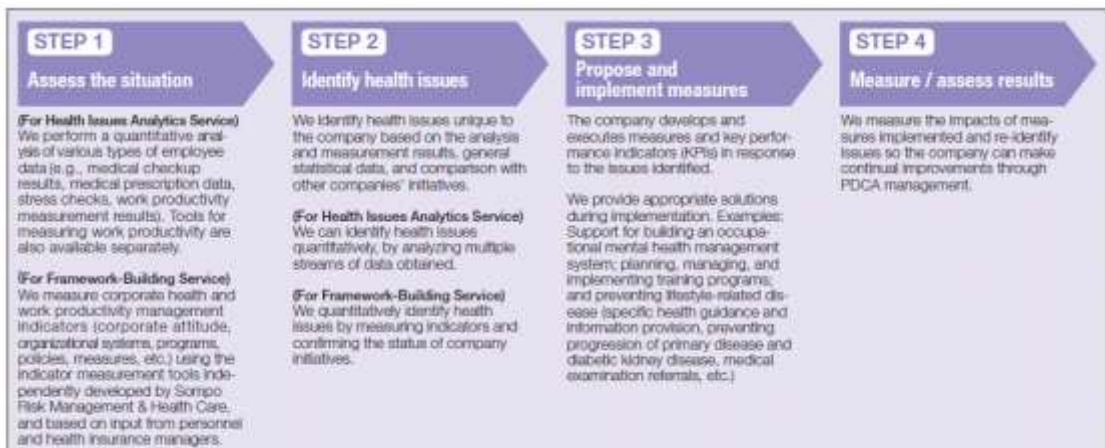 STEP 1
Assess the situation
(For Health Issues Analytics Service)
We perform a quantitative anal-
ysis of various types of employee
data (e.g., medical checkup
results, medical prescription data,
stress checks, work productivity
measurement results). Tools for
measuring work productivity are
also available separately.
(For Framework-Building Service)
We measure corporate health and
work productivity management
indicators (corporate attitude,
organizational systems, programs,
policies, measures, etc.) using the
indicator measurement tools inde-
pendently developed by Sompo
Risk Management & Health Care,
and based on input from personnel
and health insurance managers.
STEP 2
Identify health issues
We identify health issues unique to
the company based on the analysis
and measurement results, general
statistical data, and comparison with
other companies' initiatives.
(For Health Issues Analytics Service)
We can identify health issues
quantitatively, by analyzing multiple
streams of data obtained.
(For Framework-Building Service)
We quantitatively identify health
issues by measuring indicators and
confirming the status of company
initiatives.
STEP 3
Propose and
implement measures
The company develops and
executes measures and key perfor-
mance indicators (KPIs) in response
to the issues identified.
We provide appropriate solutions
during implementation. Examples:
Support for building an occupa-
tional mental health management
system; planning, managing, and
implementing training programs;
and preventing lifestyle-related dis-
ease (specific health guidance and
information provision, preventing
progression of primary disease and
diabetic kidney disease, medical
examination referrals, etc.)
STEP 4
Measure / assess results
We measure the impacts of mea-
sures implemented and re-identify
issues so the company can make
continual improvements through
PDCA management.